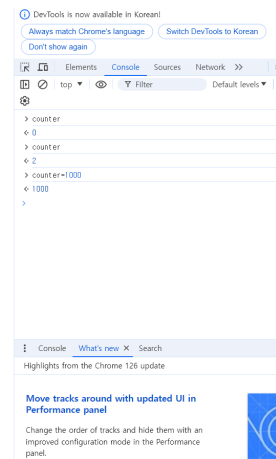 DevTools is now available in Korean!
Always match Chrome's language Switch DevTools to Korean
Don't show again
Elements Console Sources Network
top ▼ Filter Default levels ▼
> counter
0
> counter
2
> counter=1000
1000
>
Console What's new × Search
Highlights from the Chrome 126 update
Move tracks around with updated UI in
Performance panel
Change the order of tracks and hide them with an
improved configuration mode in the Performance
panel.